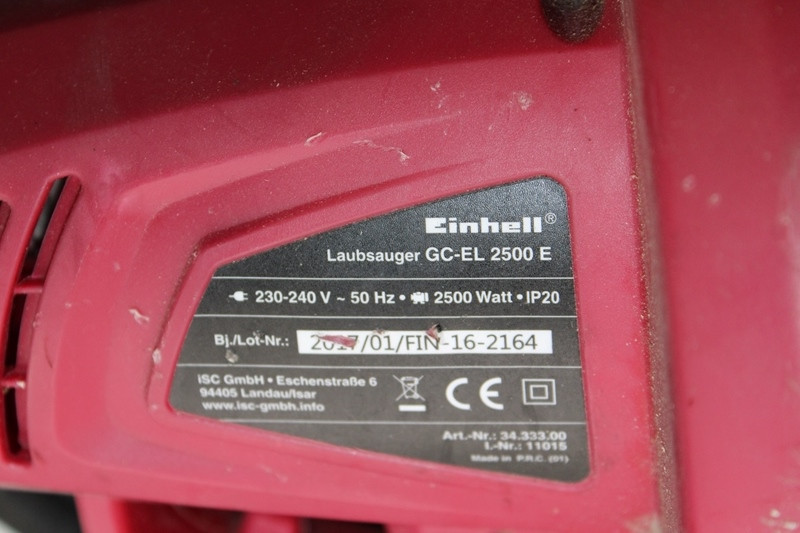 Einhell®
Laubsauger GC-EL 2500 E
230-240 V ~ 50 Hz • 2500 Watt • IP20
Bj./Lot-Nr.: 2017/01/FIN-16-2164
iSC GmbH • Eschenstraße 6
94405 Landau/Isar
www.isc-gmbh.info
CE
Art.-Nr.: 34.333.00
I.-Nr.: 11015
Made in P.R.C. (01)